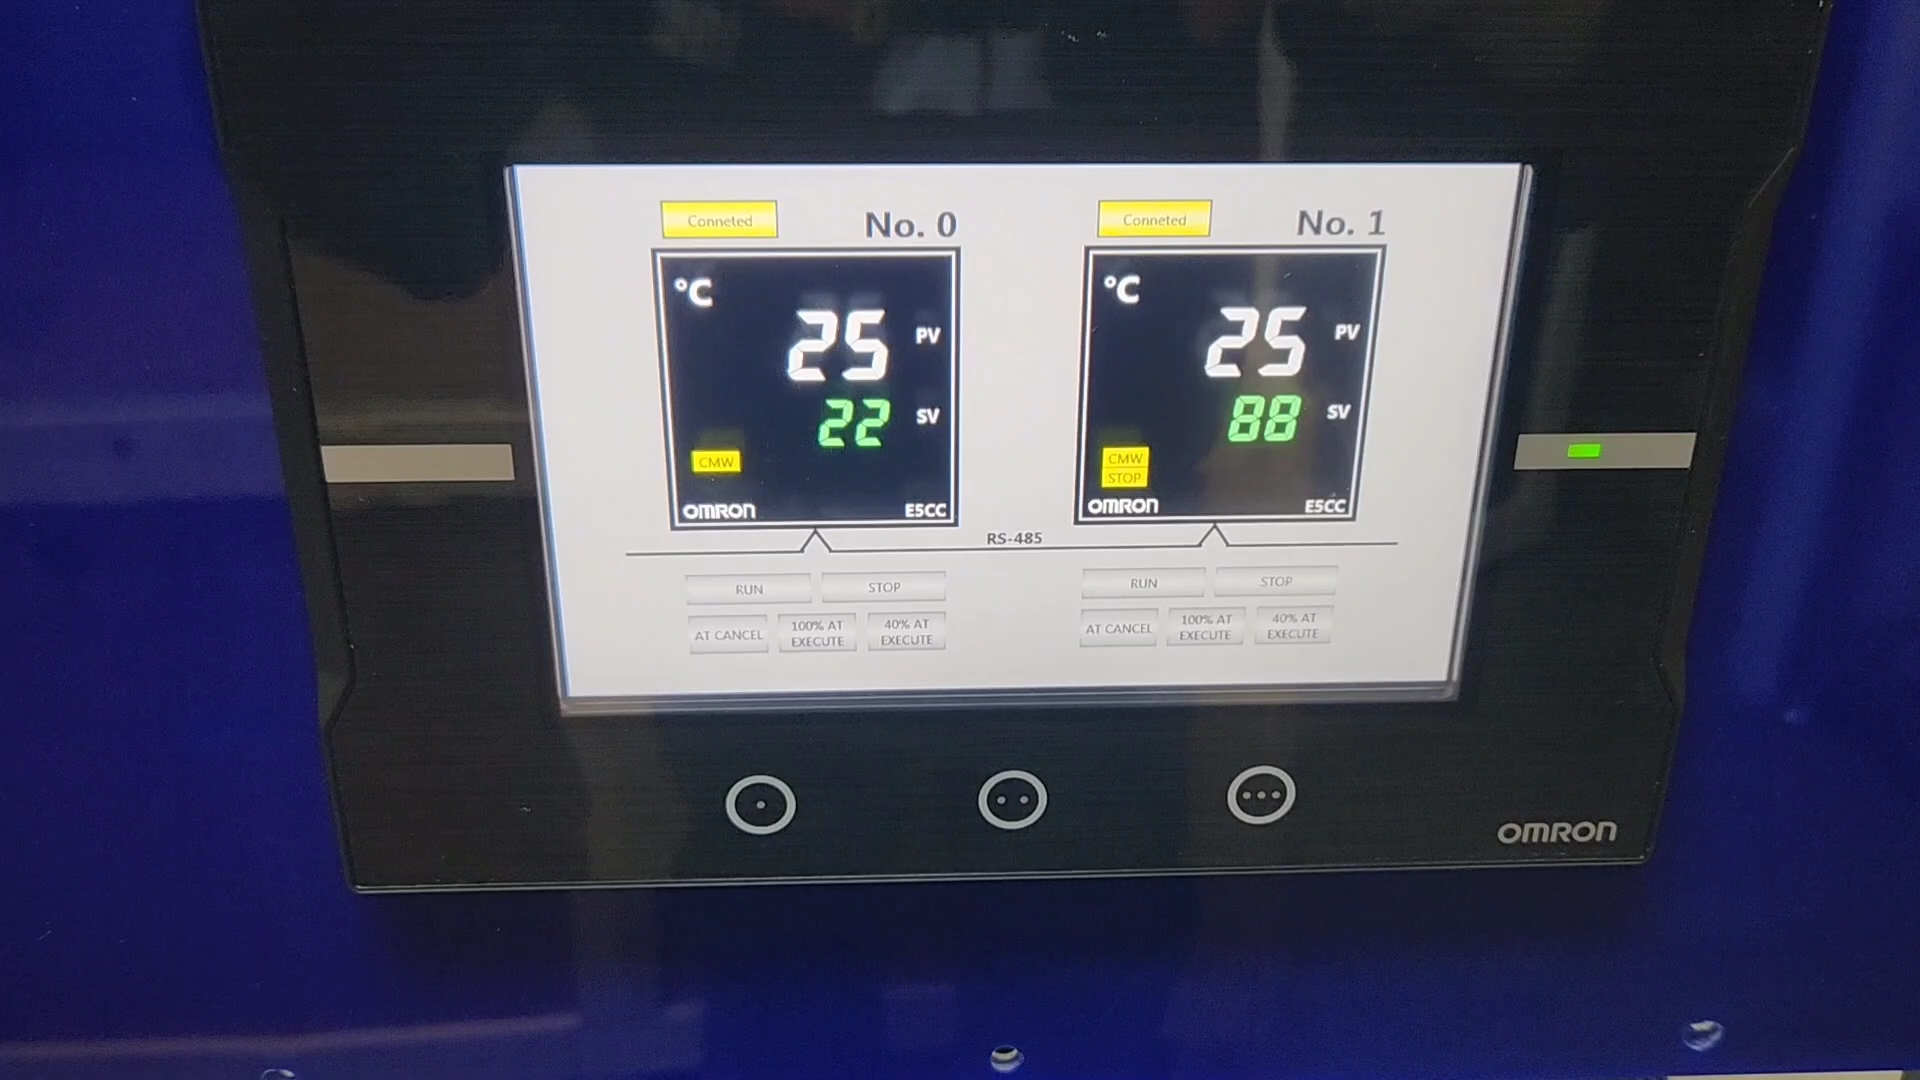 Conneted No. 0
°C
25 PV
22 SV
CMW
OMRON E5CC
Conneted No. 1
°C
25 PV
88 SV
CMW
STOP
OMRON E5CC
RS-485
RUN STOP
AT CANCEL 100% AT EXECUTE 40% AT EXECUTE
RUN STOP
AT CANCEL 100% AT EXECUTE 40% AT EXECUTE
OMRON